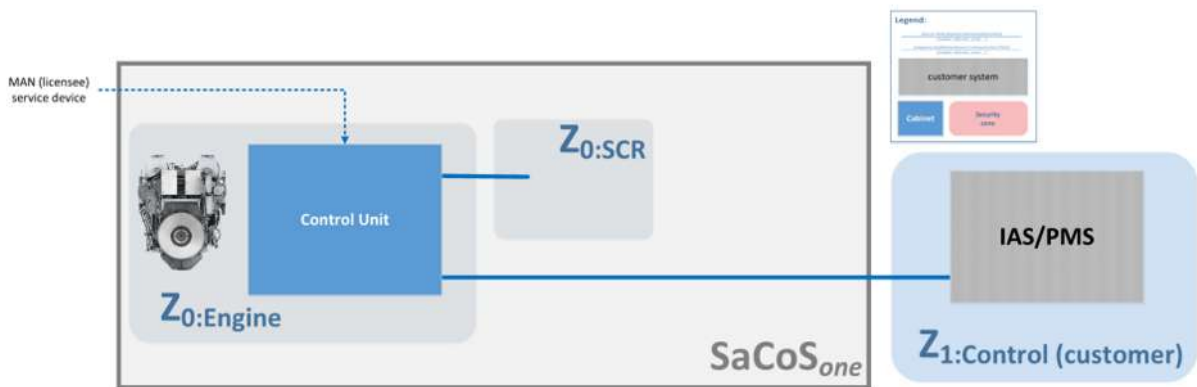 Legend:
customer system
MAN (licensee)
service device
Cabinet
Security
zone
Z0:SCR
Control Unit
IAS/PMS
Z0:Engine
SaCoSone
Z1:Control (customer)